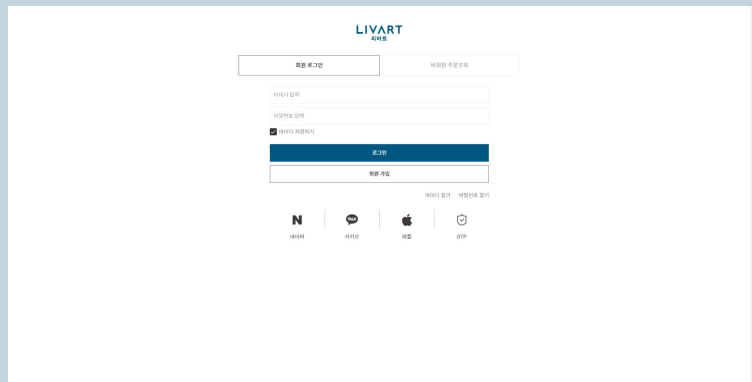 LIVART
리바트
회원 로그인
비회원 주문조회
아이디 입력
비밀번호 입력
아이디 저장하기
로그인
회원 가입
아이디 찾기
비밀번호 찾기
N
TALK
네이버
카카오
애플
OTP